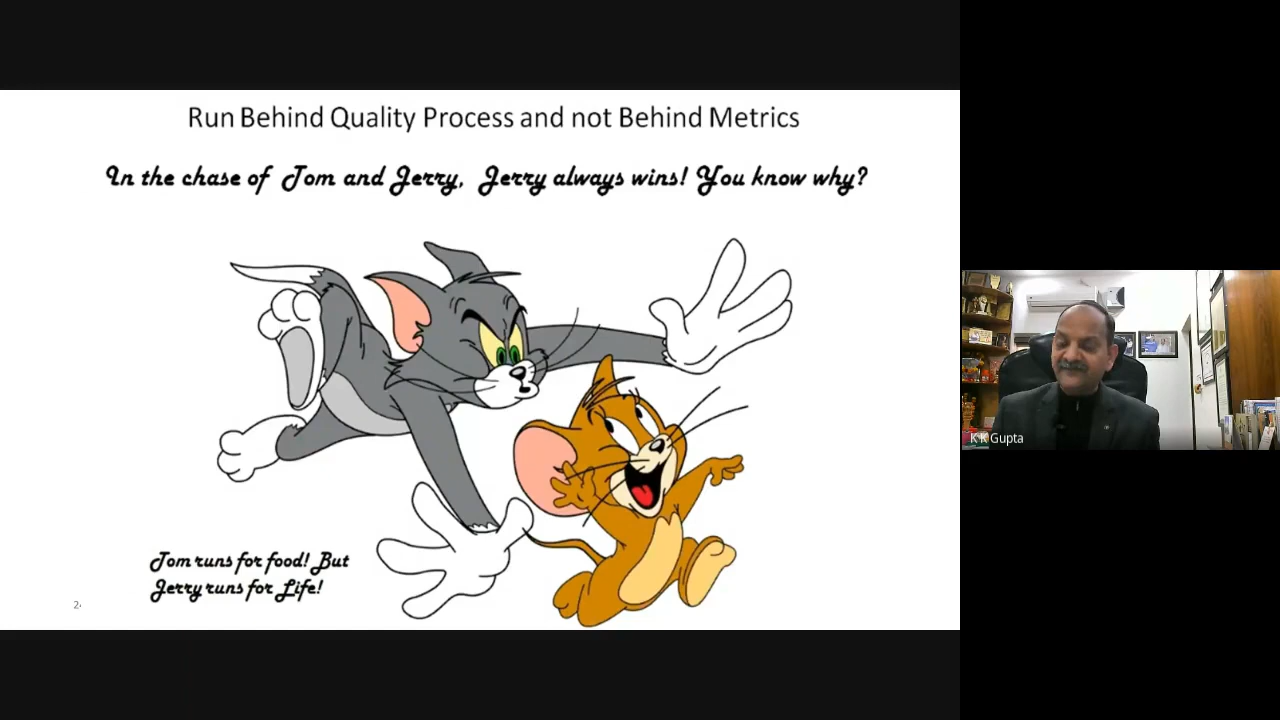 Run Behind Quality Process and not Behind Metrics
In the chase of Tom and Jerry, Jerry always wins! You know why?
Tom runs for food! But
Jerry runs for Life!
K K Gupta